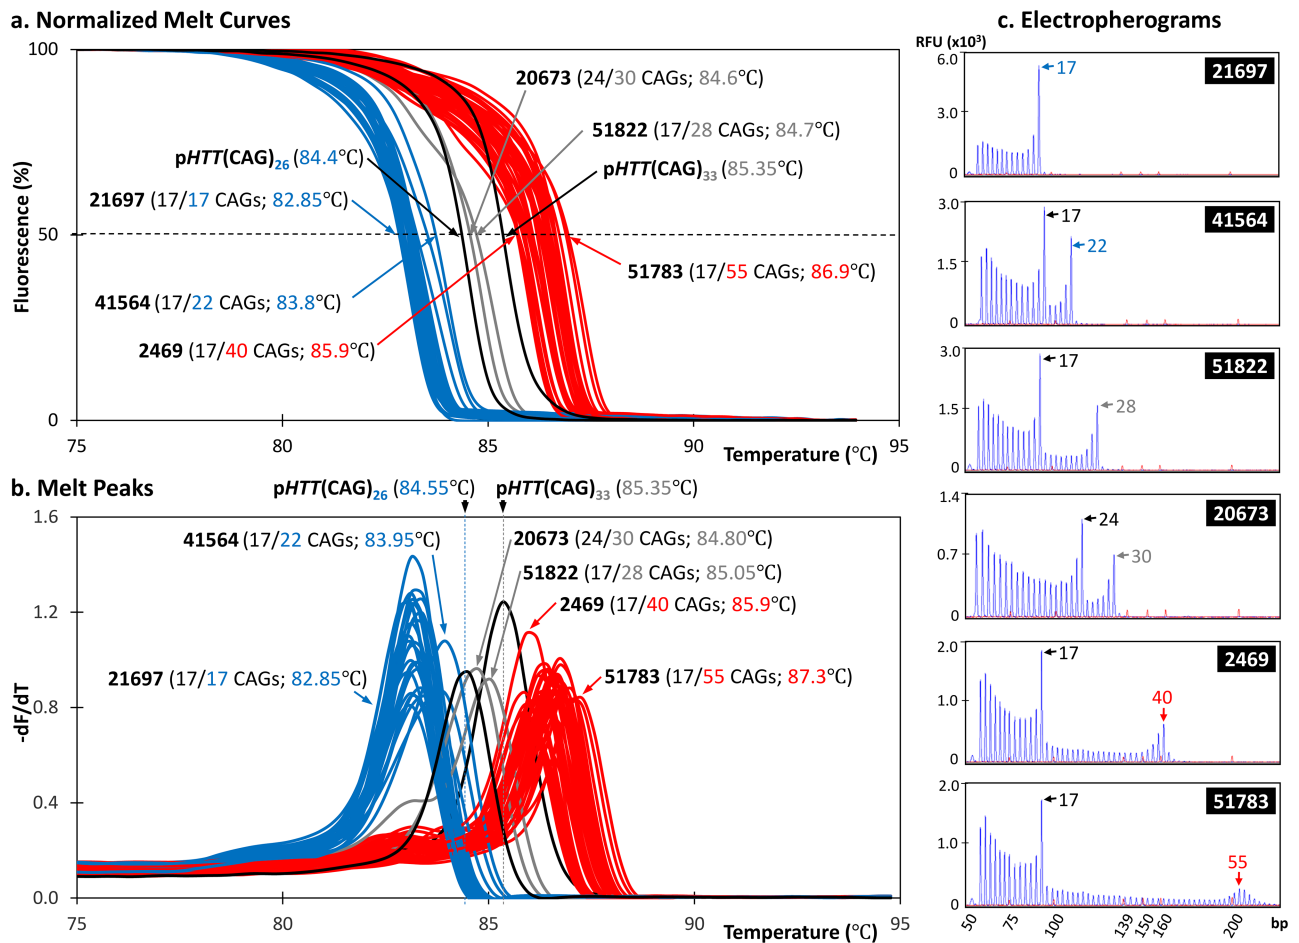 a. Normalized Melt Curves
100
50
0
Fluorescence (%)
20673 (24/30 CAGs; 84.6℃)
51822 (17/28 CAGs; 84.7℃)
pHTT(CAG)26 (84.4℃)
pHTT(CAG)33 (85.35℃)
21697 (17/17 CAGs; 82.85℃)
51783 (17/55 CAGs; 86.9℃)
41564 (17/22 CAGs; 83.8℃)
2469 (17/40 CAGs; 85.9℃)
75 80 85 90 95
Temperature (℃)
b. Melt Peaks
pHTT(CAG)26 (84.55℃)
pHTT(CAG)33 (85.35℃)
1.6
1.2
0.8
0.4
0.0
-dF/dT
41564 (17/22 CAGs; 83.95℃)
20673 (24/30 CAGs; 84.80℃)
51822 (17/28 CAGs; 85.05℃)
2469 (17/40 CAGs; 85.9℃)
21697 (17/17 CAGs; 82.85℃)
51783 (17/55 CAGs; 87.3℃)
75 80 85 90 95
Temperature (℃)
c. Electropherograms
RFU (x10³)
6.0
3.0
0
17
21697
3.0
1.5
0
17
22
41564
3.0
1.5
0
17
28
51822
1.4
0.7
0
24
30
20673
2.0
1.0
0
17
40
2469
2.0
1.0
0
17
55
51783
50 75 100 139 150 160 200 bp